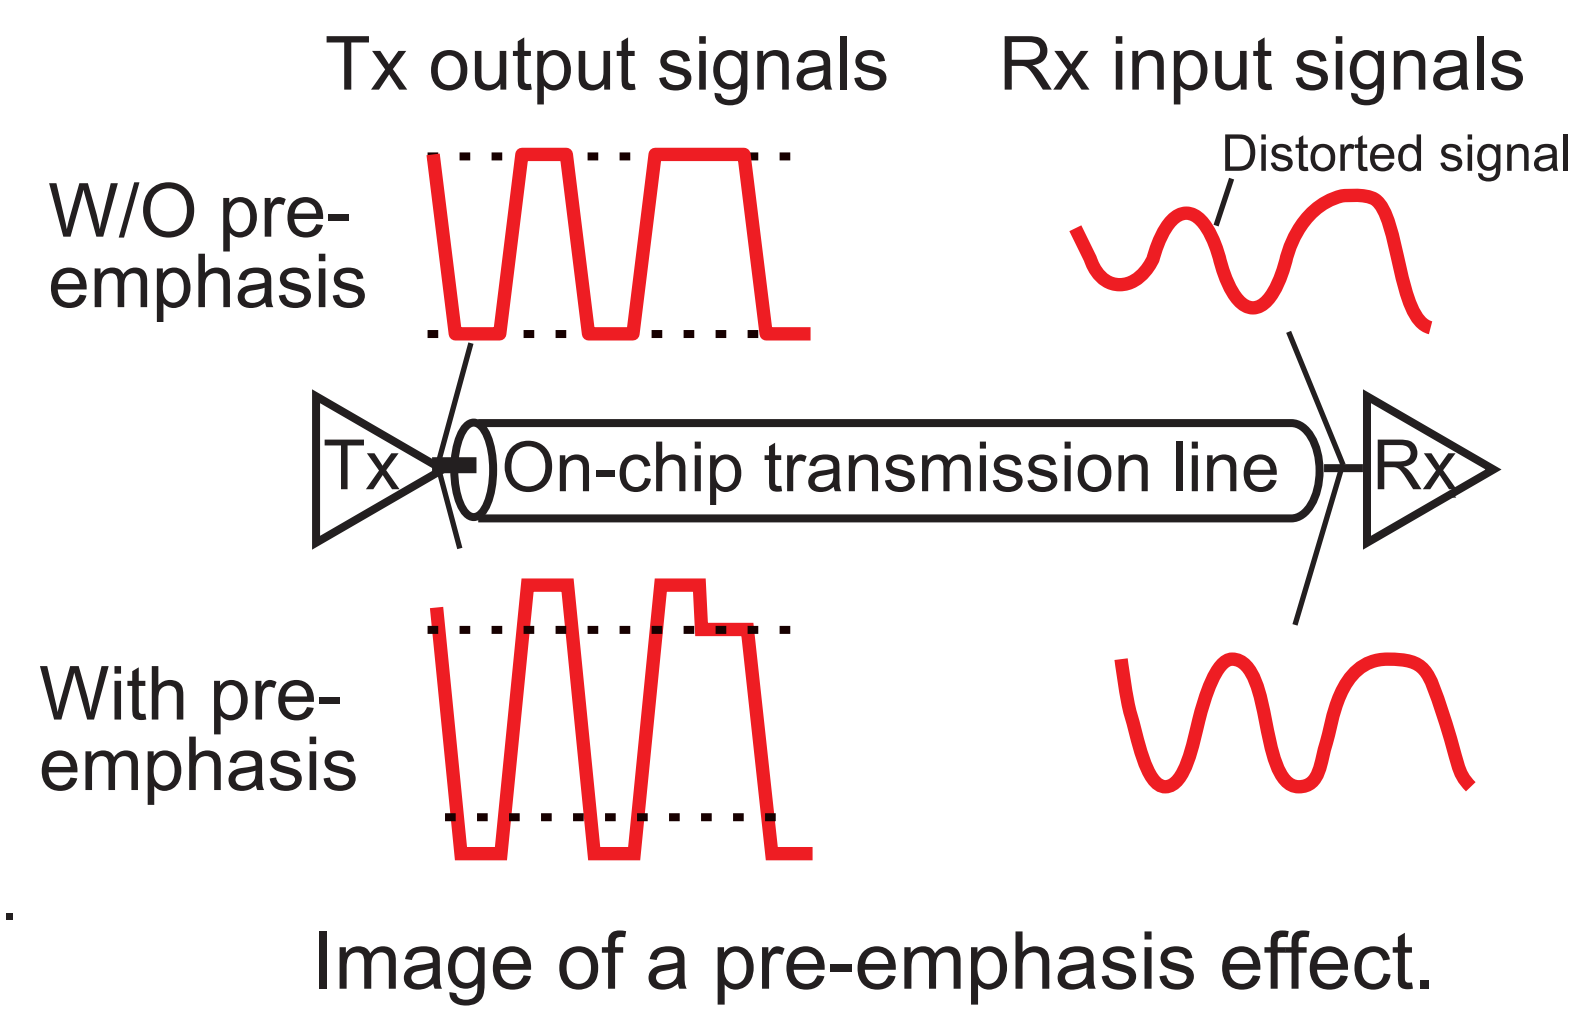 Tx output signals
Rx input signals
Distorted signal
W/O pre-
emphasis
Tx
On-chip transmission line
Rx
With pre-
emphasis
.
Image of a pre-emphasis effect.